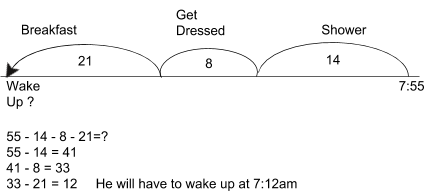 Get
Dressed
Breakfast
Shower
21
8
14
Wake
Up ?
7:55
55 - 14 - 8 - 21=?
55 - 14 = 41
41 - 8 = 33
33 - 21 = 12 He will have to wake up at 7:12am